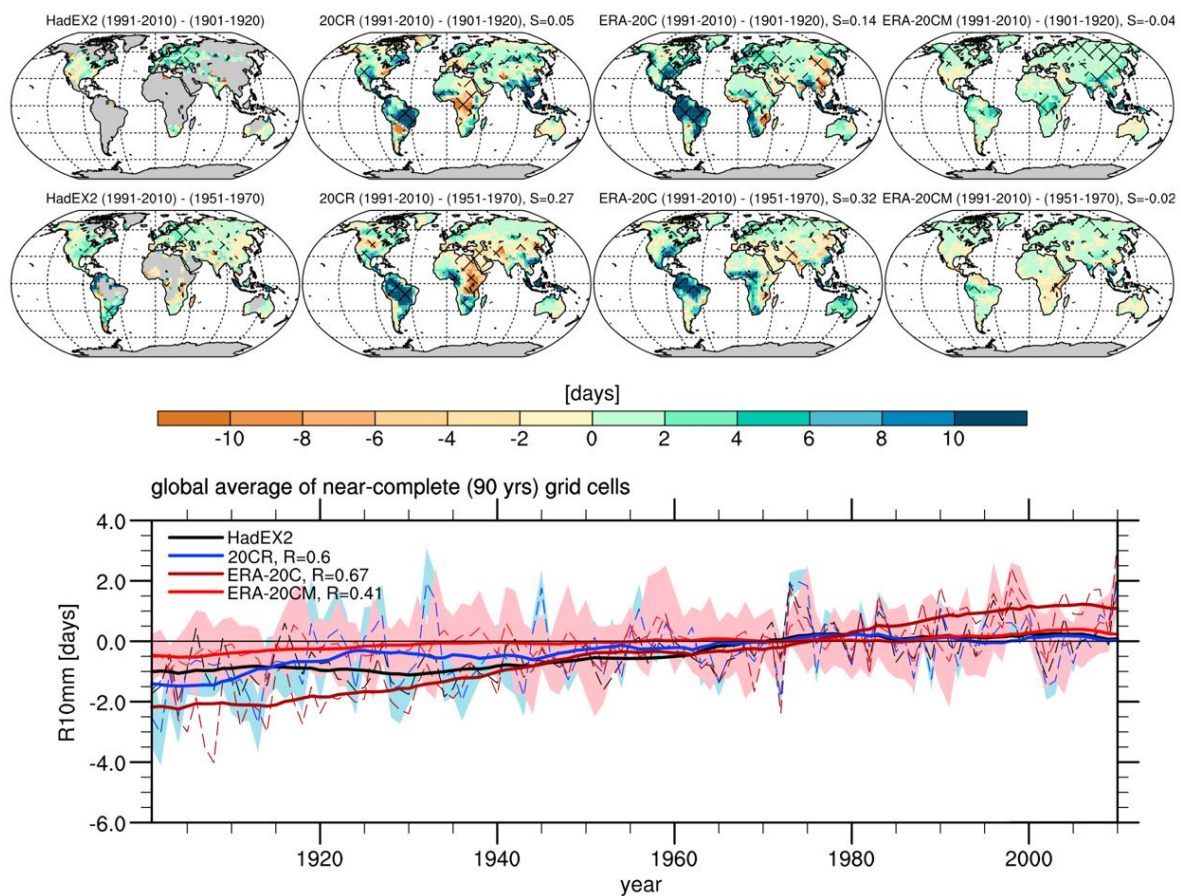 HadEX2 (1991-2010) - (1901-1920)
20CR (1991-2010) - (1901-1920), S=0.05
ERA-20C (1991-2010) - (1901-1920), S=0.14
ERA-20CM (1991-2010) - (1901-1920), S=-0.04
HadEX2 (1991-2010) - (1951-1970)
20CR (1991-2010) - (1951-1970), S=0.27
ERA-20C (1991-2010) - (1951-1970), S=0.32
ERA-20CM (1991-2010) - (1951-1970), S=-0.02
[days]
-10 -8 -6 -4 -2 0 2 4 6 8 10
global average of near-complete (90 yrs) grid cells
4.0
2.0
0.0
-2.0
-4.0
-6.0
R10mm [days]
HadEX2
20CR, R=0.6
ERA-20C, R=0.67
ERA-20CM, R=0.41
1920 1940 1960 1980 2000
year